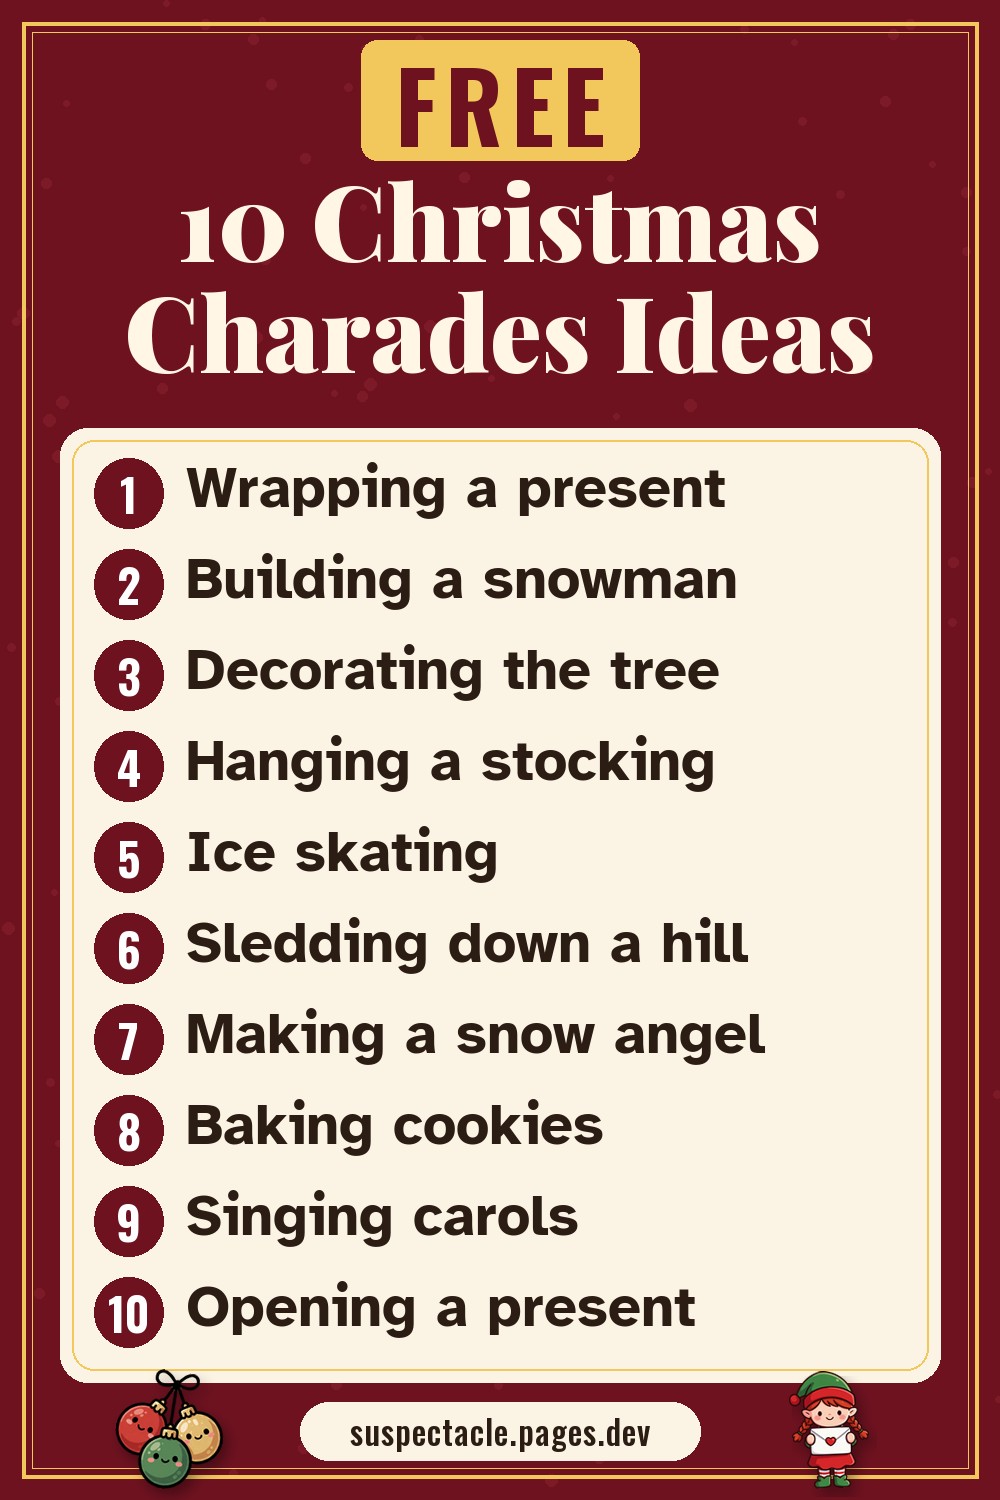 FREE
10 Christmas
Charades Ideas
1 Wrapping a present
2 Building a snowman
3 Decorating the tree
4 Hanging a stocking
5 Ice skating
6 Sledding down a hill
7 Making a snow angel
8 Baking cookies
9 Singing carols
10 Opening a present
suspectacle.pages.dev